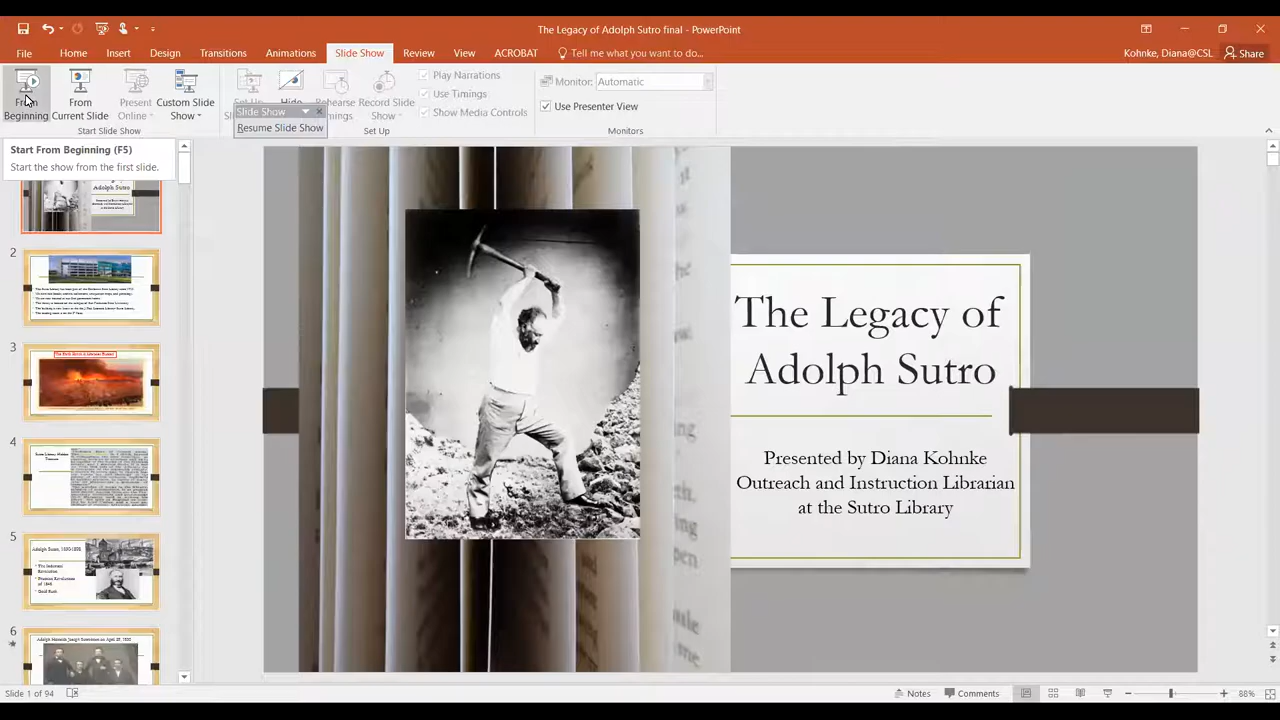 The Legacy of Adolph Sutro final - PowerPoint
File Home Insert Design Transitions Animations Slide Show Review View ACROBAT Tell me what you want to do... Kohnke, Diana@CSL Share
From Beginning
From Current Slide
Present Online
Custom Slide Show
Hide
Rehearse
Record Slide Show
Play Narrations
Use Timings
Show Media Controls
Monitor: Automatic
Use Presenter View
Slide Show
Resume Slide Show
Start Slide Show Set Up Monitors
Start From Beginning (F5)
Start the show from the first slide.
Adolph Sutro
2
3
4
5
Adolph Sutro, 1830-1898
6
The Legacy of
Adolph Sutro
Presented by Diana Kohnke
Outreach and Instruction Librarian
at the Sutro Library
Slide 1 of 94 Notes Comments 88%